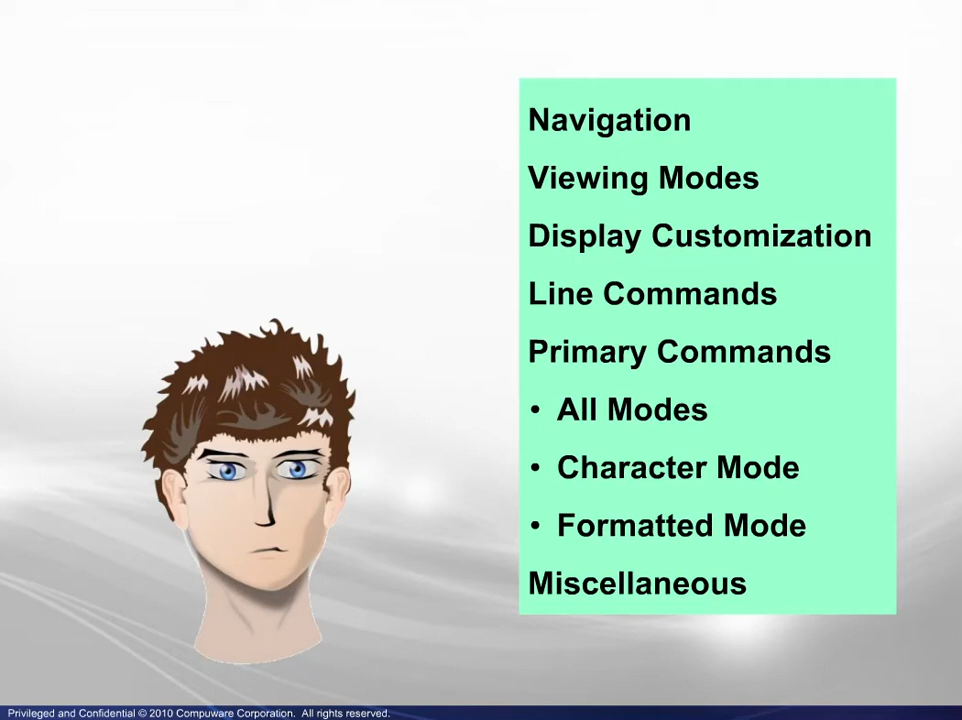 Navigation
Viewing Modes
Display Customization
Line Commands
Primary Commands
• All Modes
• Character Mode
• Formatted Mode
Miscellaneous
Privileged and Confidential © 2010 Compuware Corporation. All rights reserved.